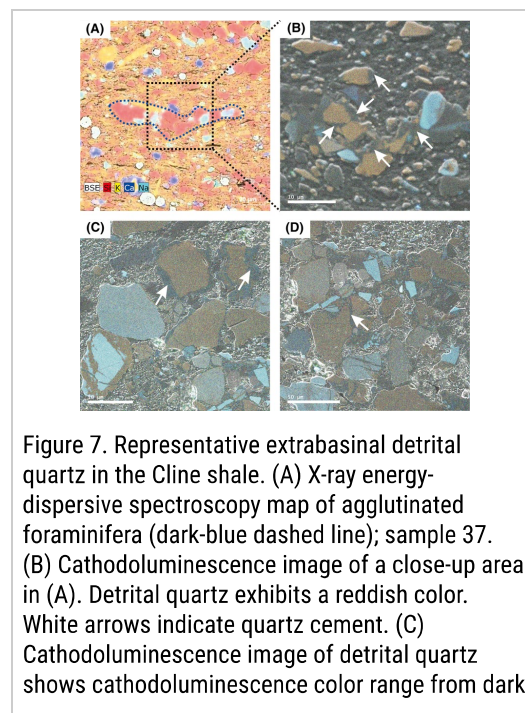 (A)
(B)
BSE Si K Ca Na
10 μm
(C)
(D)
10 μm
10 μm
Figure 7. Representative extrabasinal detrital
quartz in the Cline shale. (A) X-ray energy-
dispersive spectroscopy map of agglutinated
foraminifera (dark-blue dashed line); sample 37.
(B) Cathodoluminescence image of a close-up area
in (A). Detrital quartz exhibits a reddish color.
White arrows indicate quartz cement. (C)
Cathodoluminescence image of detrital quartz
shows cathodoluminescence color range from dark